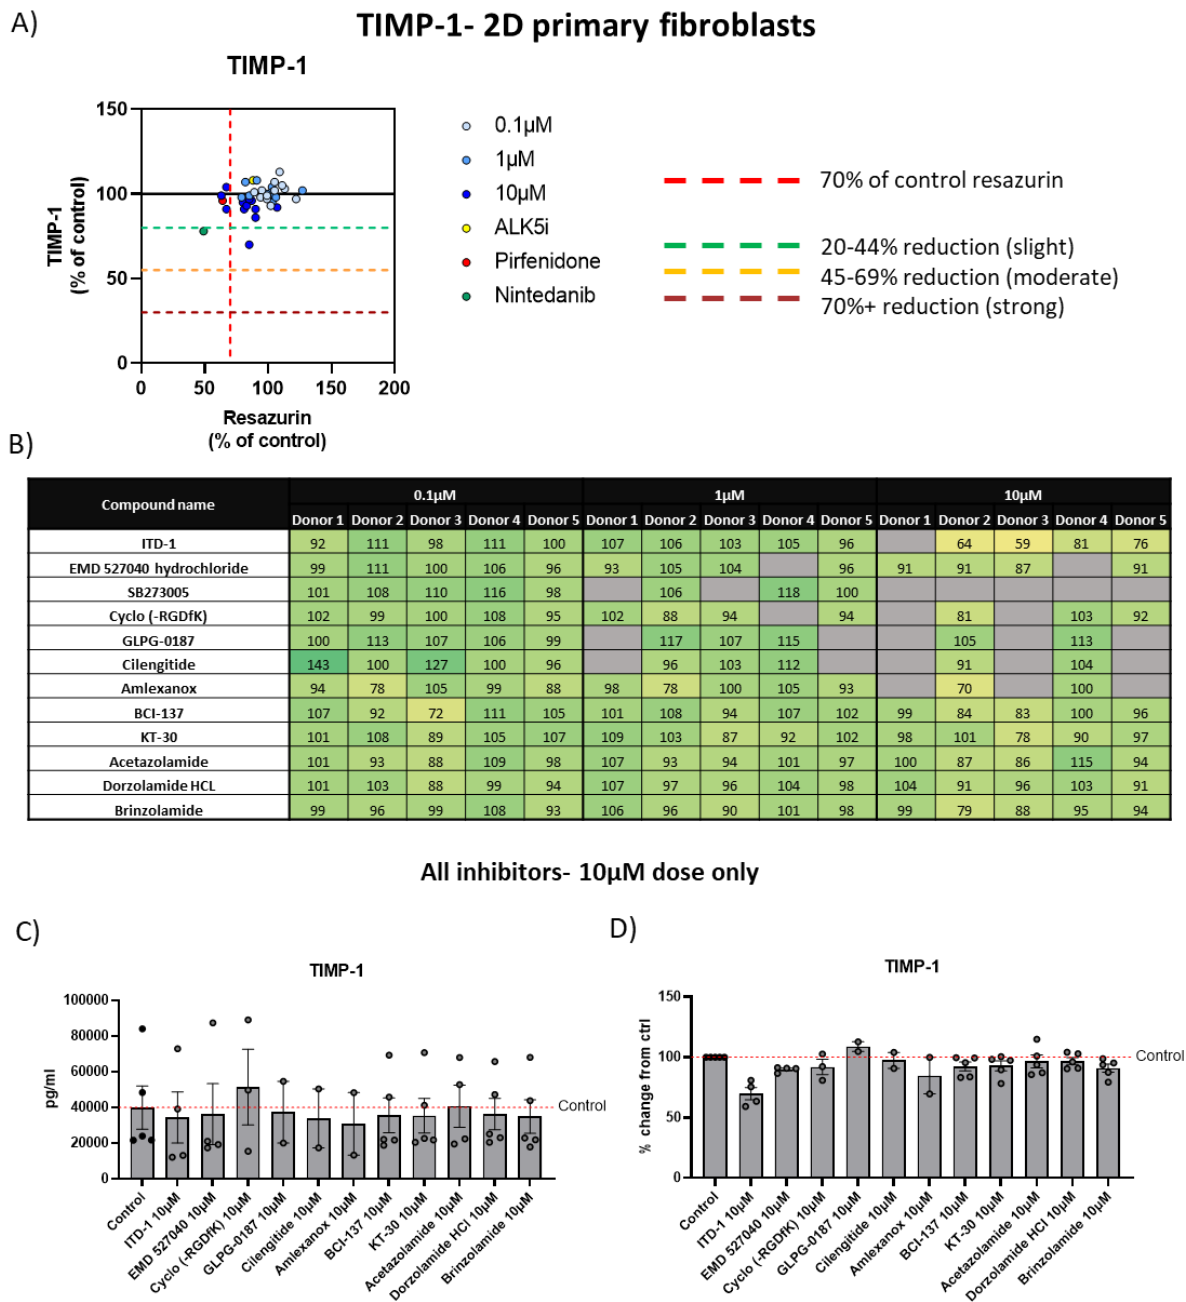 A)
TIMP-1- 2D primary fibroblasts
TIMP-1
150
100
50
0
TIMP-1
(% of control)
0 50 100 150 200
Resazurin
(% of control)
0.1µM
1µM
10µM
ALK5i
Pirfenidone
Nintedanib
70% of control resazurin
20-44% reduction (slight)
45-69% reduction (moderate)
70%+ reduction (strong)
B)
Compound name 0.1µM 1µM 10µM
Donor 1 Donor 2 Donor 3 Donor 4 Donor 5 Donor 1 Donor 2 Donor 3 Donor 4 Donor 5 Donor 1 Donor 2 Donor 3 Donor 4 Donor 5
ITD-1 92 111 98 111 100 107 106 103 105 96 64 59 81 76
EMD 527040 hydrochloride 99 111 100 106 96 93 105 104 96 91 91 87 91
SB273005 101 108 110 116 98 106 118 100
Cyclo (-RGDfK) 102 99 100 108 95 102 88 94 94 81 103 92
GLPG-0187 100 113 107 106 99 117 107 115 105 113
Cilengitide 143 100 127 100 96 96 103 112 91 104
Amlexanox 94 78 105 99 88 98 78 100 105 93 70 100
BCI-137 107 92 72 111 105 101 108 94 107 102 99 84 83 100 96
KT-30 101 108 89 105 107 109 103 87 92 102 98 101 78 90 97
Acetazolamide 101 93 88 109 98 107 93 94 101 97 100 87 86 115 94
Dorzolamide HCL 101 103 88 99 94 107 97 96 104 98 104 91 96 103 91
Brinzolamide 99 96 99 108 93 106 96 90 101 98 99 79 88 95 94
All inhibitors- 10µM dose only
C)
TIMP-1
100000
80000
60000
40000
20000
0
pg/ml
Control
Control
ITD-1 10µM
EMD 527040 10µM
Cyclo (-RGDfK) 10µM
GLPG-0187 10µM
Cilengitide 10µM
Amlexanox 10µM
BCI-137 10µM
KT-30 10µM
Acetazolamide 10µM
Dorzolamide HCl 10µM
Brinzolamide 10µM
D)
TIMP-1
150
100
50
0
% change from ctrl
Control
Control
ITD-1 10µM
EMD 527040 10µM
Cyclo (-RGDfK) 10µM
GLPG-0187 10µM
Cilengitide 10µM
Amlexanox 10µM
BCI-137 10µM
KT-30 10µM
Acetazolamide 10µM
Dorzolamide HCl 10µM
Brinzolamide 10µM